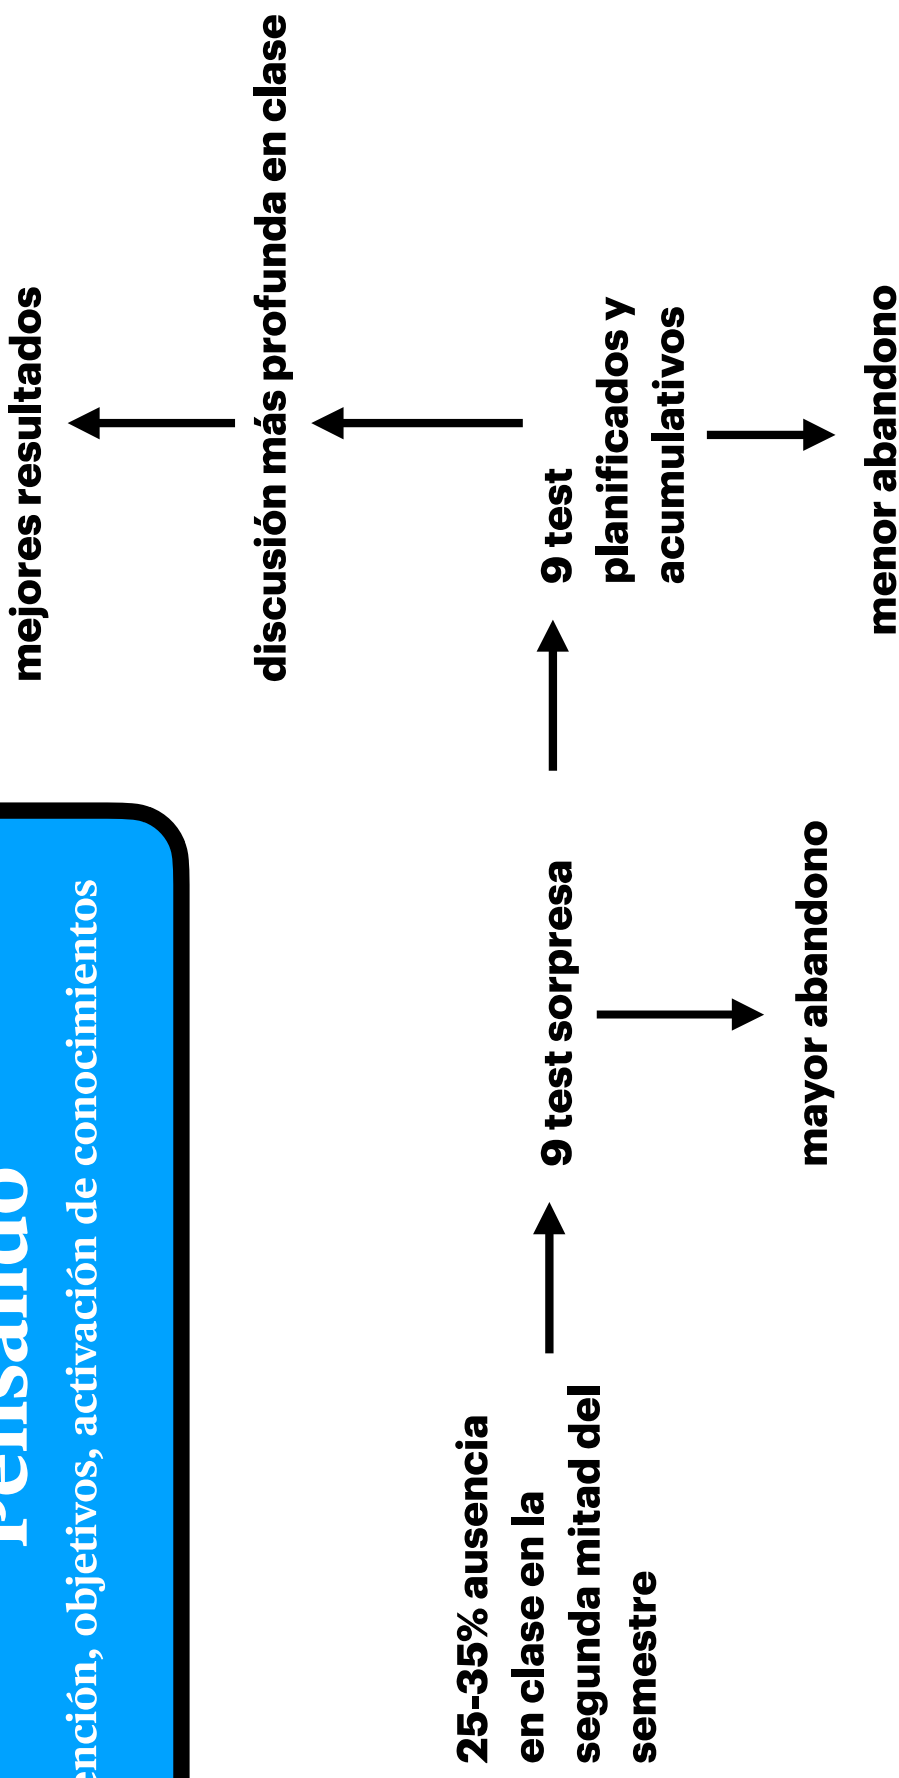 Pensando
objetivos, activación de conocimientos
mejores resultados
discusión más profunda en clase
25-35% ausencia
en clase en la
segunda mitad del
semestre
9 test sorpresa
9 test
planificados y
acumulativos
mayor abandono
menor abandono